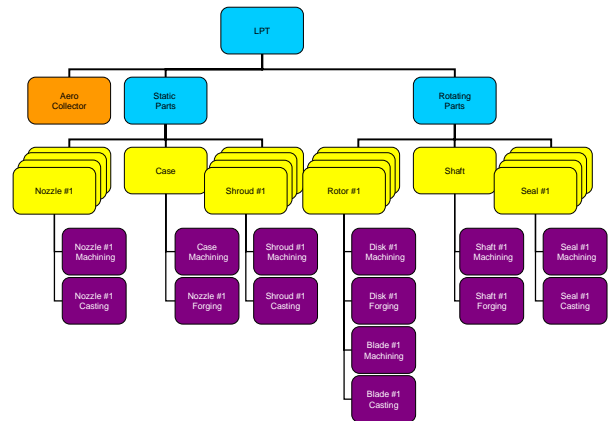 LPT
Aero
Collector
Static
Parts
Rotating
Parts
Nozzle #1
Case
Shroud #1
Rotor #1
Shaft
Seal #1
Nozzle #1
Machining
Case
Machining
Shroud #1
Machining
Disk #1
Machining
Shaft #1
Machining
Seal #1
Machining
Nozzle #1
Casting
Nozzle #1
Forging
Shroud #1
Casting
Disk #1
Forging
Shaft #1
Forging
Seal #1
Casting
Blade #1
Machining
Blade #1
Casting